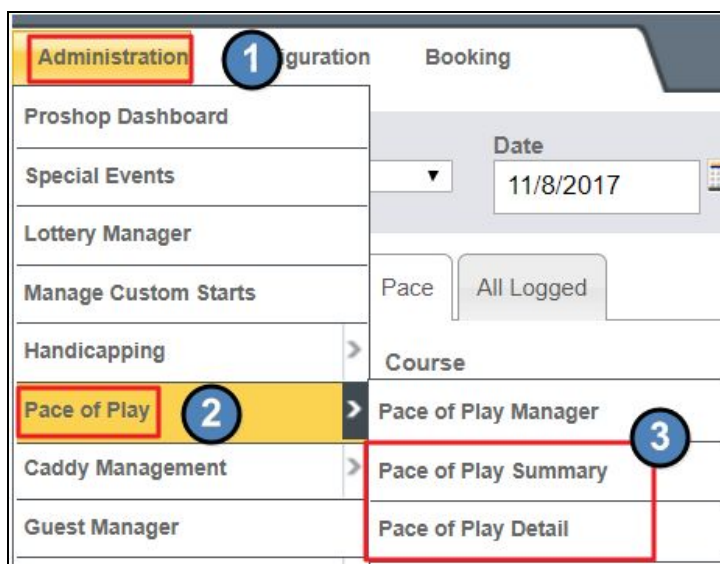 Administration 1 iguration Booking
Proshop Dashboard
Date
Special Events
11/8/2017
Lottery Manager
Manage Custom Starts
Pace All Logged
Handicapping >
Course
Pace of Play 2 >
Pace of Play Manager
3
Caddy Management >
Pace of Play Summary
Guest Manager
Pace of Play Detail